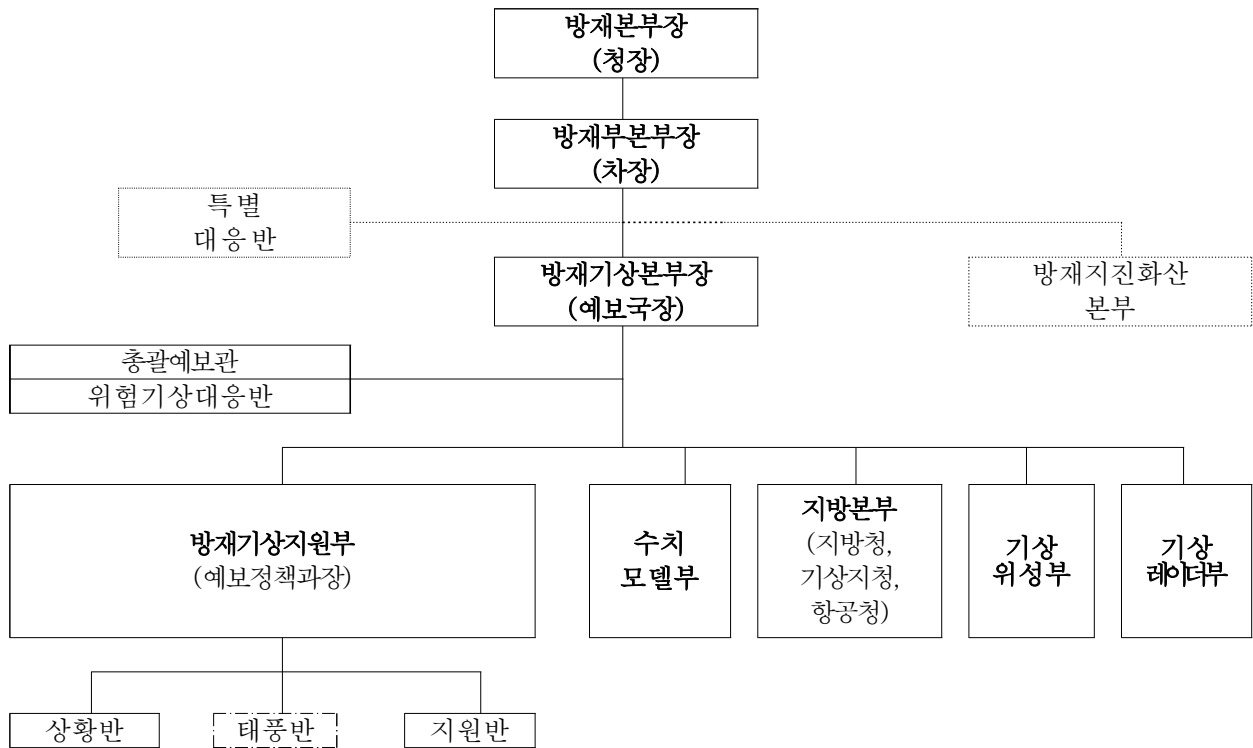 방재본부장
(청장)
방재부본부장
(차장)
특별
대응반
방재기상본부장
(예보국장)
방재지진화산
본부
총괄예보관
위험기상대응반
방재기상지원부
(예보정책과장)
수치
모델부
지방본부
(지방청,
기상지청,
항공청)
기상
위성부
기상
레이더부
상황반
태풍반
지원반